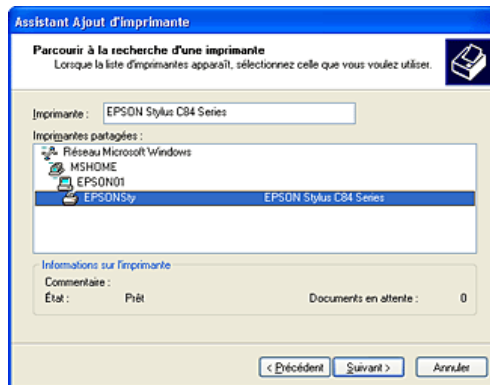 Assistant Ajout d'imprimante
Parcourir à la recherche d'une imprimante
Lorsque la liste d'imprimantes apparaît, sélectionnez celle que vous voulez utiliser.
Imprimante : EPSON Stylus C84 Series
Imprimantes partagées :
Réseau Microsoft Windows
MSHOME
EPSON01
EPSONSty EPSON Stylus C84 Series
Informations sur l'imprimante
Commentaire :
État : Prêt Documents en attente : 0
< Précédent Suivant > Annuler